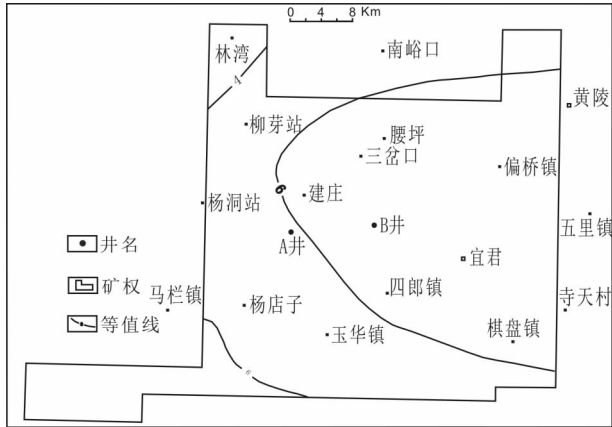 0 4 8 Km
南峪口
林湾
4
黄陵
柳芽站
腰坪
三岔口
偏桥镇
6
建庄
杨洞站
B井
五里镇
A井
井名
宜君
矿权
四郎镇
马栏镇
寺天村
杨店子
等值线
玉华镇
棋盘镇